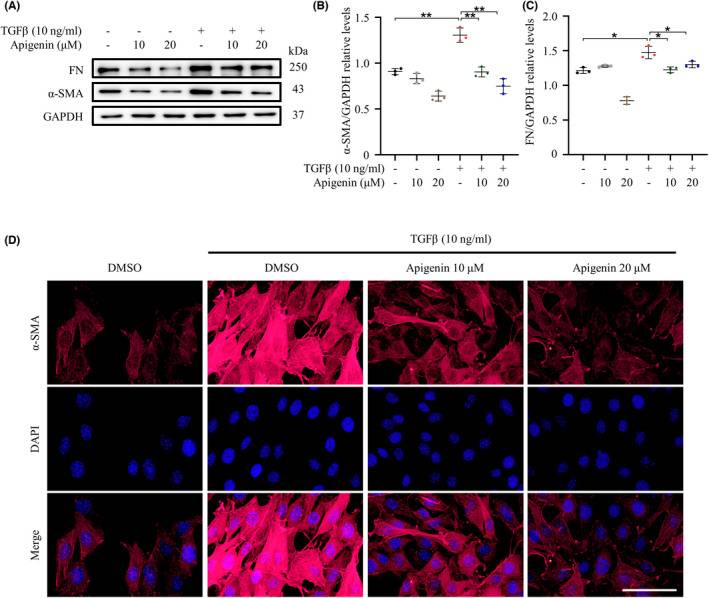 (A)
TGFβ (10 ng/ml) - - - + + +
Apigenin (μM) - 10 20 - 10 20 kDa
FN 250
α-SMA 43
GAPDH 37
(B)
α-SMA/GAPDH relative levels
2.0
1.5
1.0
0.5
0
** ** **
TGFβ (10 ng/ml) - - - + + +
Apigenin (μM) - 10 20 - 10 20
(C)
FN/GAPDH relative levels
2.0
1.5
1.0
0.5
0
* * *
- - - + + +
- 10 20 - 10 20
(D)
TGFβ (10 ng/ml)
DMSO DMSO Apigenin 10 μM Apigenin 20 μM
α-SMA
DAPI
Merge